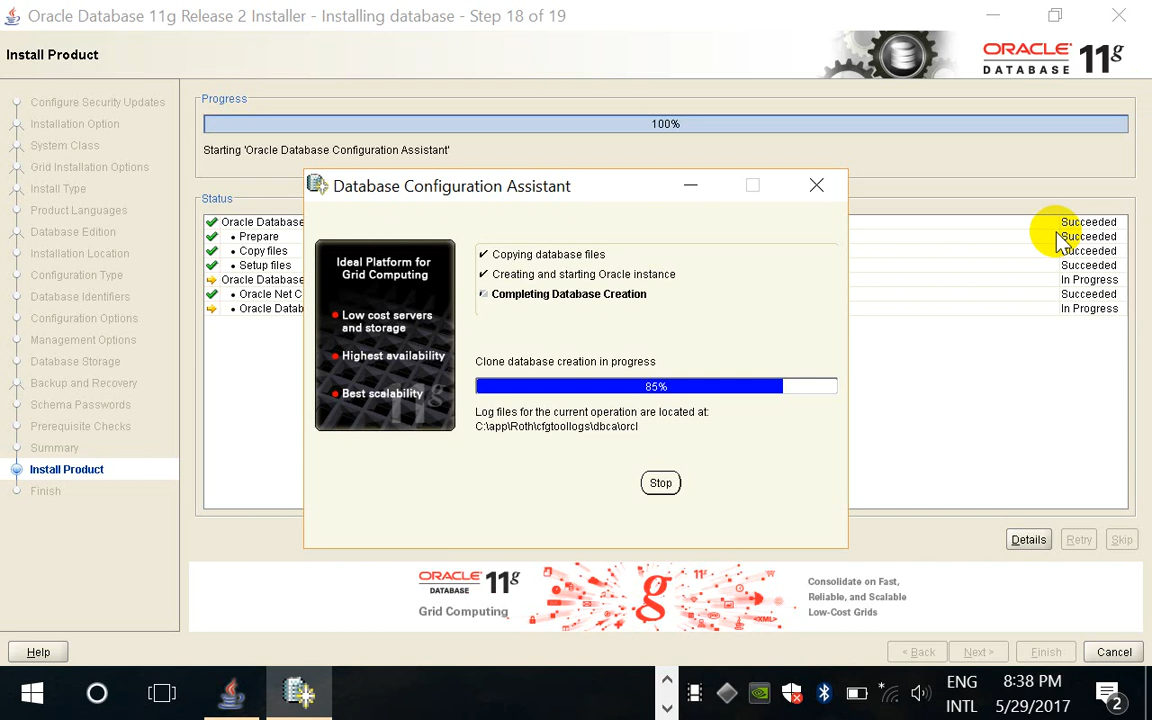 Oracle Database 11g Release 2 Installer - Installing database - Step 18 of 19
Install Product
ORACLE
DATABASE 11g
Configure Security Updates
Installation Option
System Class
Grid Installation Options
Install Type
Product Languages
Database Edition
Installation Location
Configuration Type
Database Identifiers
Configuration Options
Management Options
Database Storage
Backup and Recovery
Schema Passwords
Prerequisite Checks
Summary
Install Product
Finish
Progress
100%
Starting 'Oracle Database Configuration Assistant'
Status
Oracle Database Succeeded
• Prepare Succeeded
• Copy files Succeeded
• Setup files Succeeded
Oracle Database In Progress
• Oracle Net C Succeeded
• Oracle Datab In Progress
Database Configuration Assistant
Ideal Platform for
Grid Computing
Low cost servers
and storage
Highest availability
Best scalability
11g
Copying database files
Creating and starting Oracle instance
Completing Database Creation
Clone database creation in progress
85%
Log files for the current operation are located at:
C:\app\Roth\cfgtoollogs\dbca\orcl
Stop
Details Retry Skip
ORACLE
DATABASE 11g
Grid Computing
11g
g
<XML>
Consolidate on Fast,
Reliable, and Scalable
Low-Cost Grids
Help
< Back Next > Finish Cancel
ENG
INTL
8:38 PM
5/29/2017
2